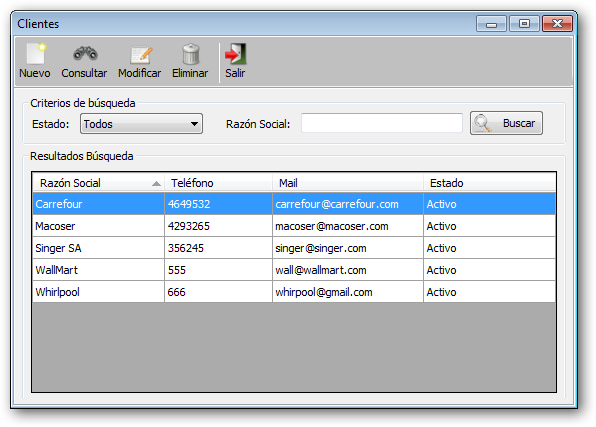 Clientes
Nuevo Consultar Modificar Eliminar Salir
Criterios de búsqueda
Estado: Todos Razón Social: Buscar
Resultados Búsqueda
Razón Social Teléfono Mail Estado
Carrefour 4649532 carrefour@carrefour.com Activo
Macoser 4293265 macoser@macoser.com Activo
Singer SA 356245 singer@singer.com Activo
WallMart 555 wall@wallmart.com Activo
Whirlpool 666 whirpool@gmail.com Activo